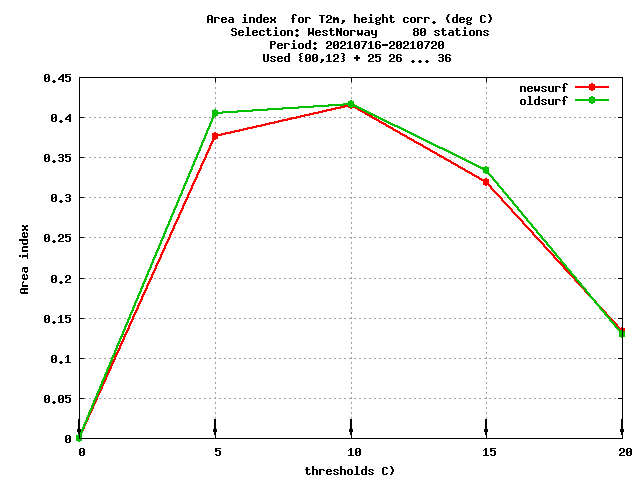 Area index  for T2m, height corr. (deg C)
Selection: WestNorway     80 stations
Period: 20210716-20210720
Used {00,12} + 25 26 ... 36
newsurf
oldsurf
0.45
0.4
0.35
0.3
0.25
0.2
0.15
0.1
0.05
0
Area index
0 5 10 15 20
thresholds C)